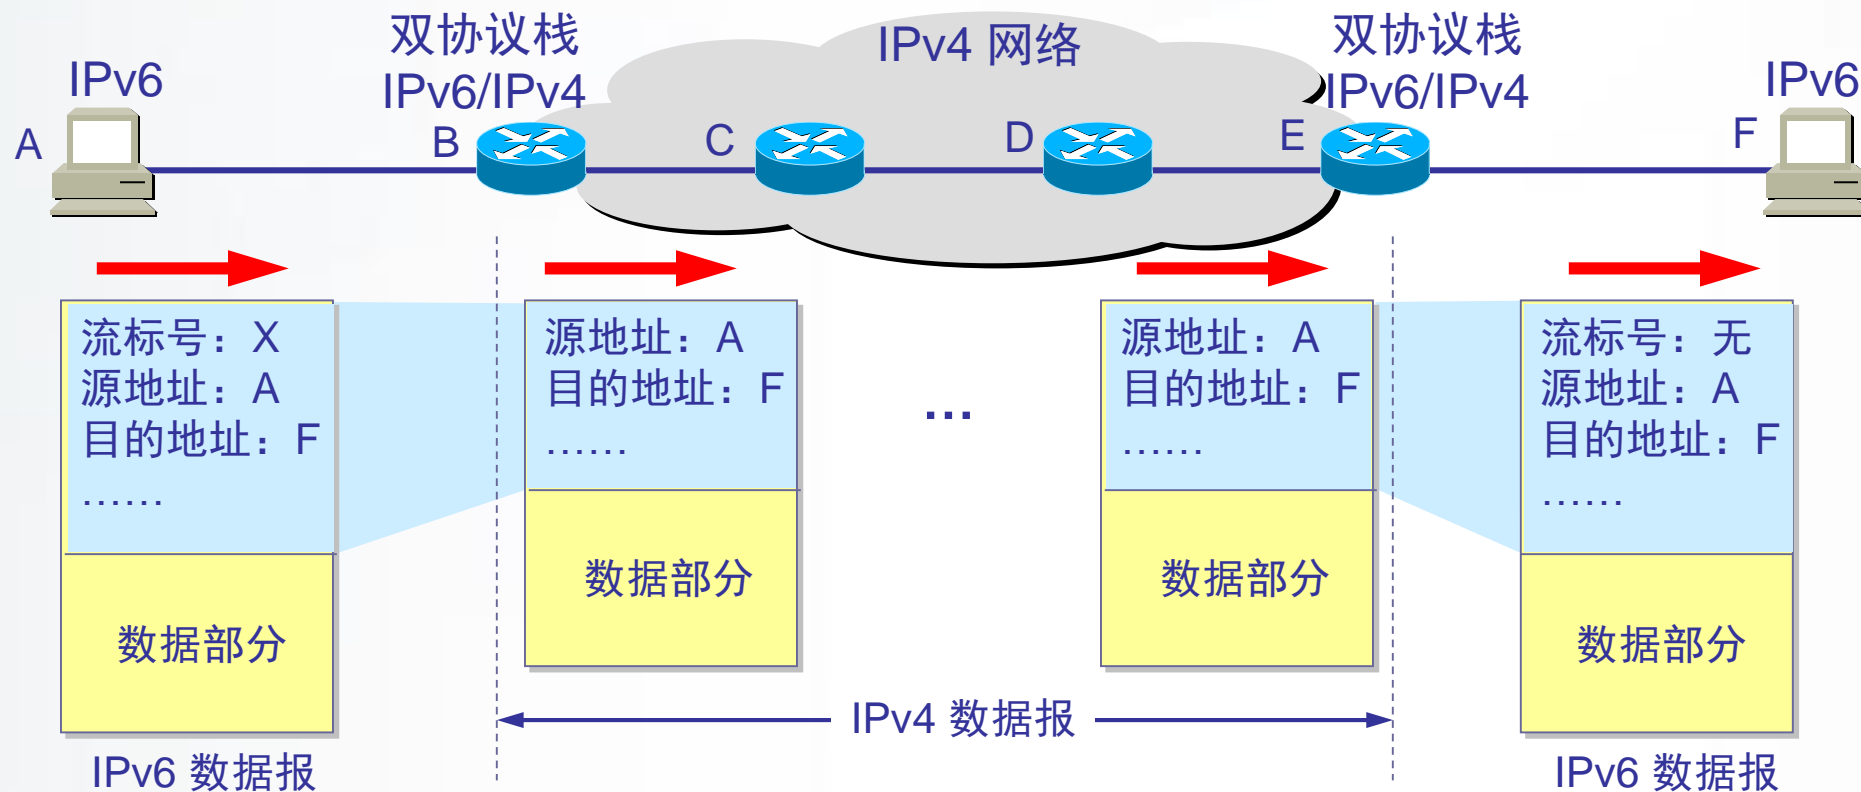 双协议栈
IPv6/IPv4
IPv4 网络
双协议栈
IPv6/IPv4
IPv6
IPv6
A
B
C
D
E
F
流标号：X
源地址：A
目的地址：F
……
数据部分
IPv6 数据报
源地址：A
目的地址：F
……
数据部分
…
源地址：A
目的地址：F
……
数据部分
IPv4 数据报
流标号：无
源地址：A
目的地址：F
……
数据部分
IPv6 数据报